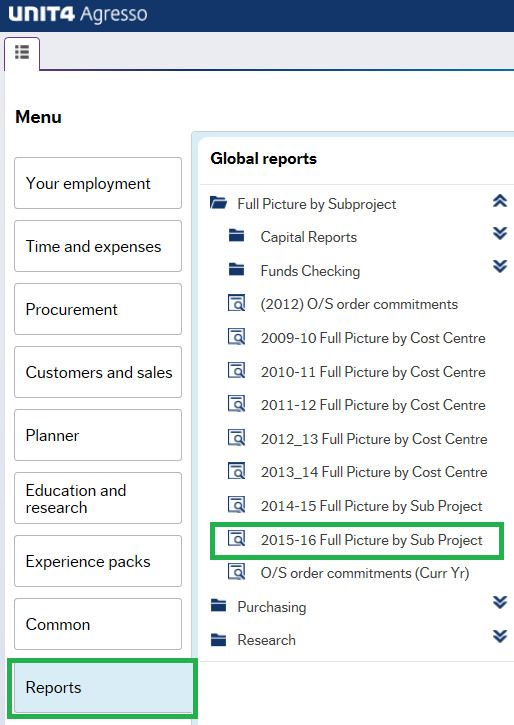 UNIT4 Agresso
Menu
Your employment
Time and expenses
Procurement
Customers and sales
Planner
Education and
research
Experience packs
Common
Reports
Global reports
Full Picture by Subproject
Capital Reports
Funds Checking
(2012) O/S order commitments
2009-10 Full Picture by Cost Centre
2010-11 Full Picture by Cost Centre
2011-12 Full Picture by Cost Centre
2012_13 Full Picture by Cost Centre
2013_14 Full Picture by Cost Centre
2014-15 Full Picture by Sub Project
2015-16 Full Picture by Sub Project
O/S order commitments (Curr Yr)
Purchasing
Research